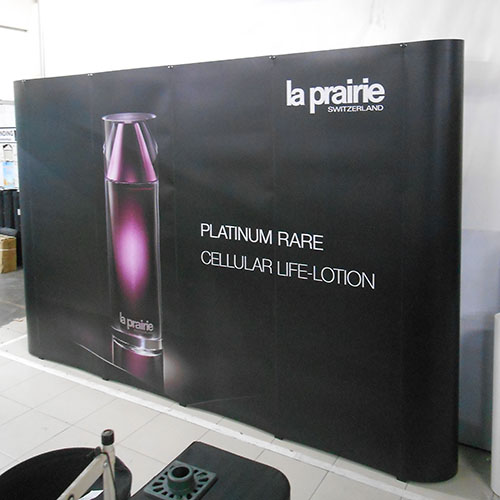 la prairie
SWITZERLAND
PLATINUM RARE
CELLULAR LIFE-LOTION
la prairie